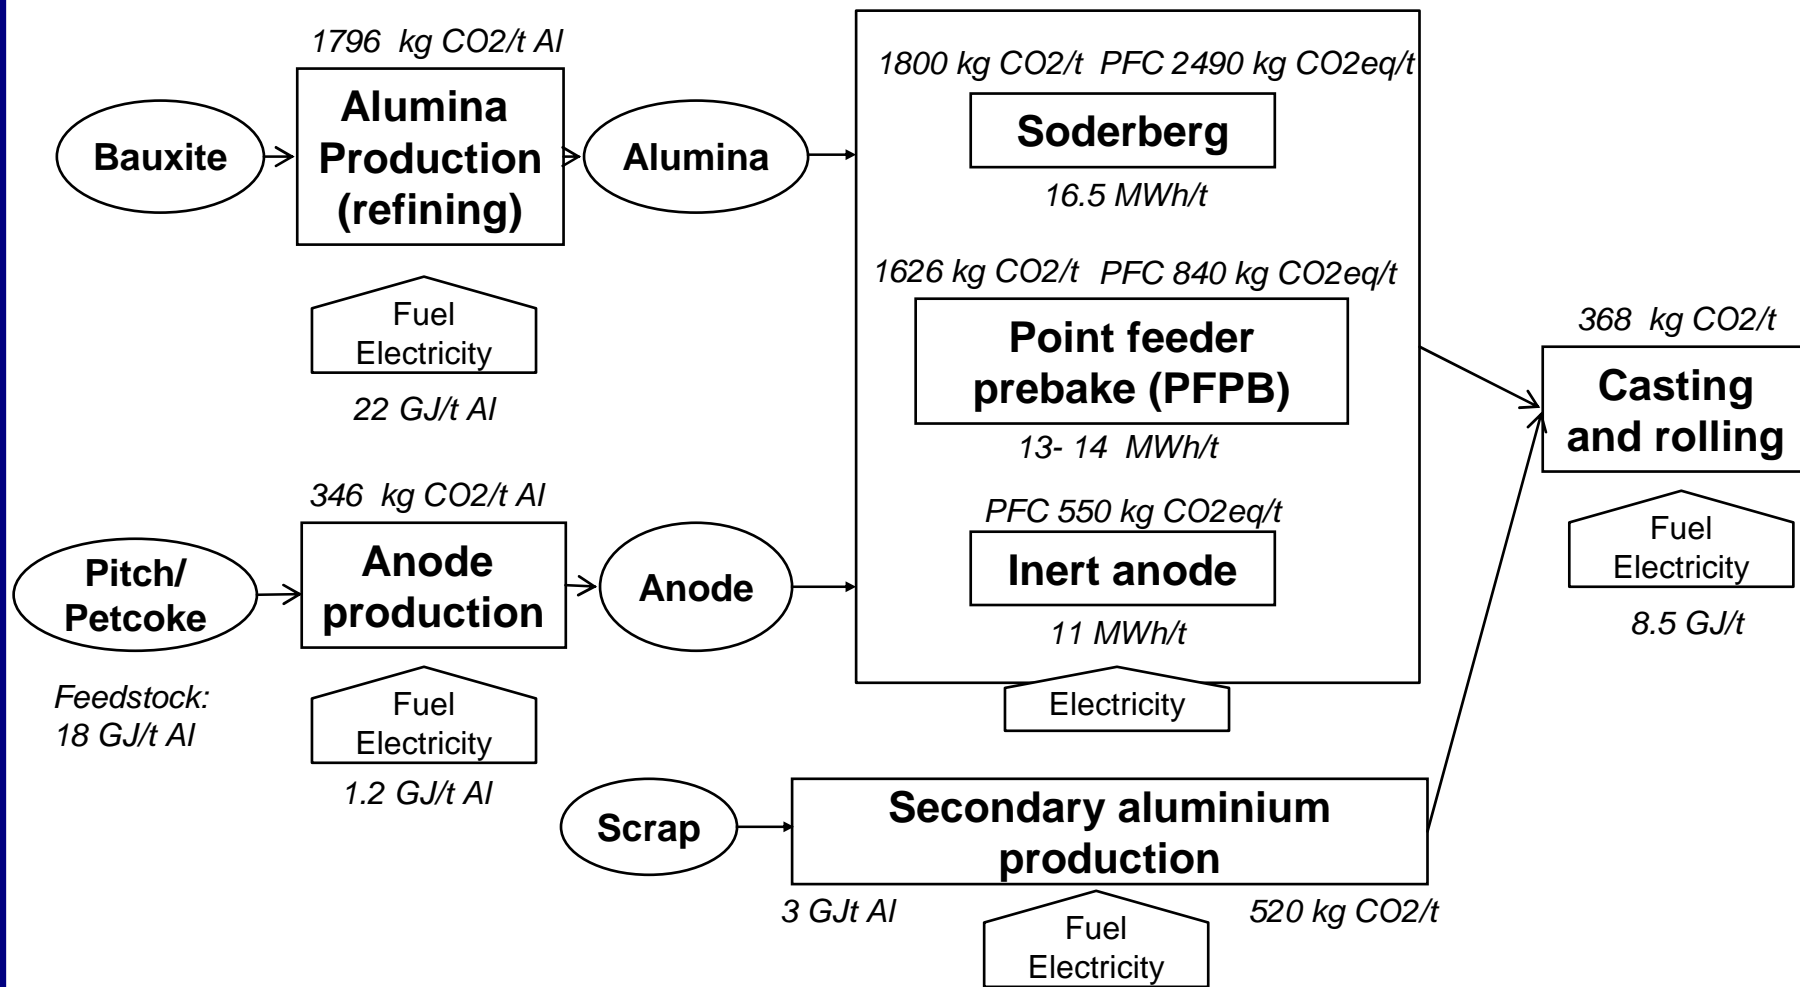 1796 kg CO2/t Al
Bauxite
Alumina
Production
(refining)
Alumina
Fuel
Electricity
22 GJ/t Al
1800 kg CO2/t PFC 2490 kg CO2eq/t
Soderberg
16.5 MWh/t
1626 kg CO2/t PFC 840 kg CO2eq/t
Point feeder
prebake (PFPB)
13- 14 MWh/t
PFC 550 kg CO2eq/t
Inert anode
11 MWh/t
Electricity
346 kg CO2/t Al
Pitch/
Petcoke
Anode
production
Anode
Feedstock:
18 GJ/t Al
Fuel
Electricity
1.2 GJ/t Al
368 kg CO2/t
Casting
and rolling
Fuel
Electricity
8.5 GJ/t
Scrap
Secondary aluminium
production
3 GJt Al
520 kg CO2/t
Fuel
Electricity